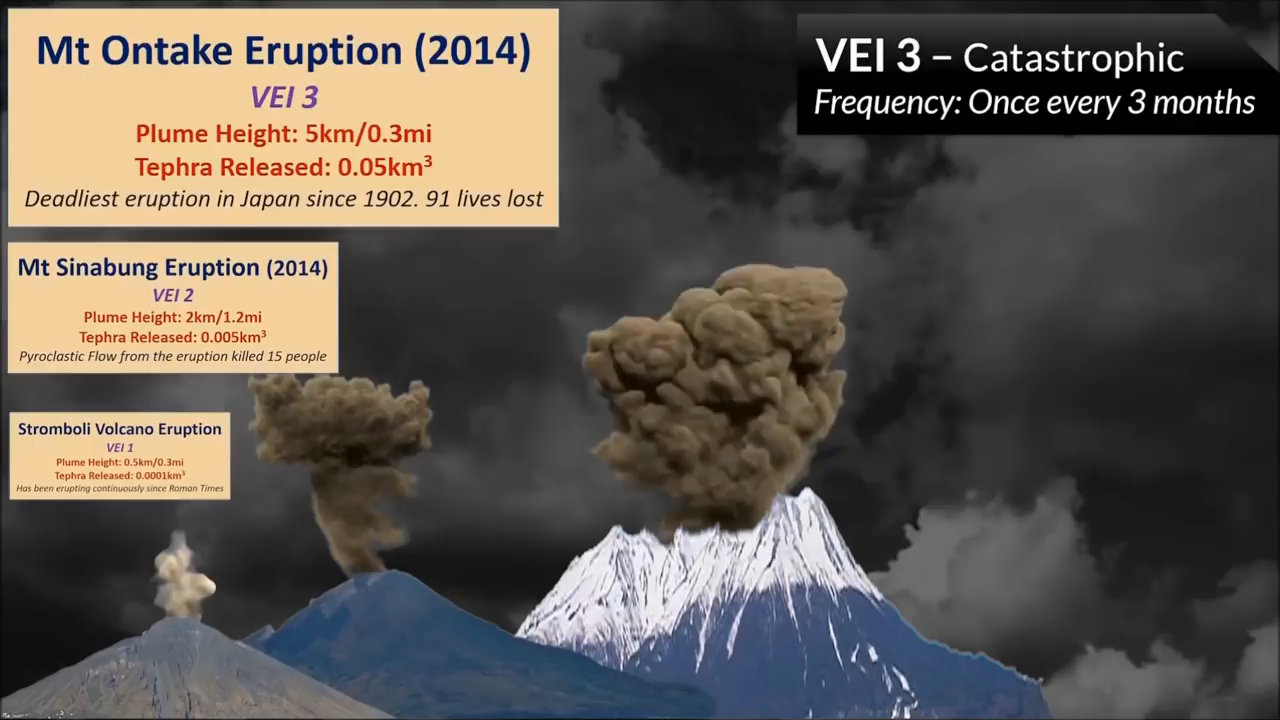 Mt Ontake Eruption (2014)
VEI 3
Plume Height: 5km/0.3mi
Tephra Released: 0.05km³
Deadliest eruption in Japan since 1902. 91 lives lost
VEI 3 – Catastrophic
Frequency: Once every 3 months
Mt Sinabung Eruption (2014)
VEI 2
Plume Height: 2km/1.2mi
Tephra Released: 0.005km³
Pyroclastic Flow from the eruption killed 15 people
Stromboli Volcano Eruption
VEI 1
Plume Height: 0.5km/0.3mi
Tephra Released: 0.0001km³
Has been erupting continuously since Roman Times